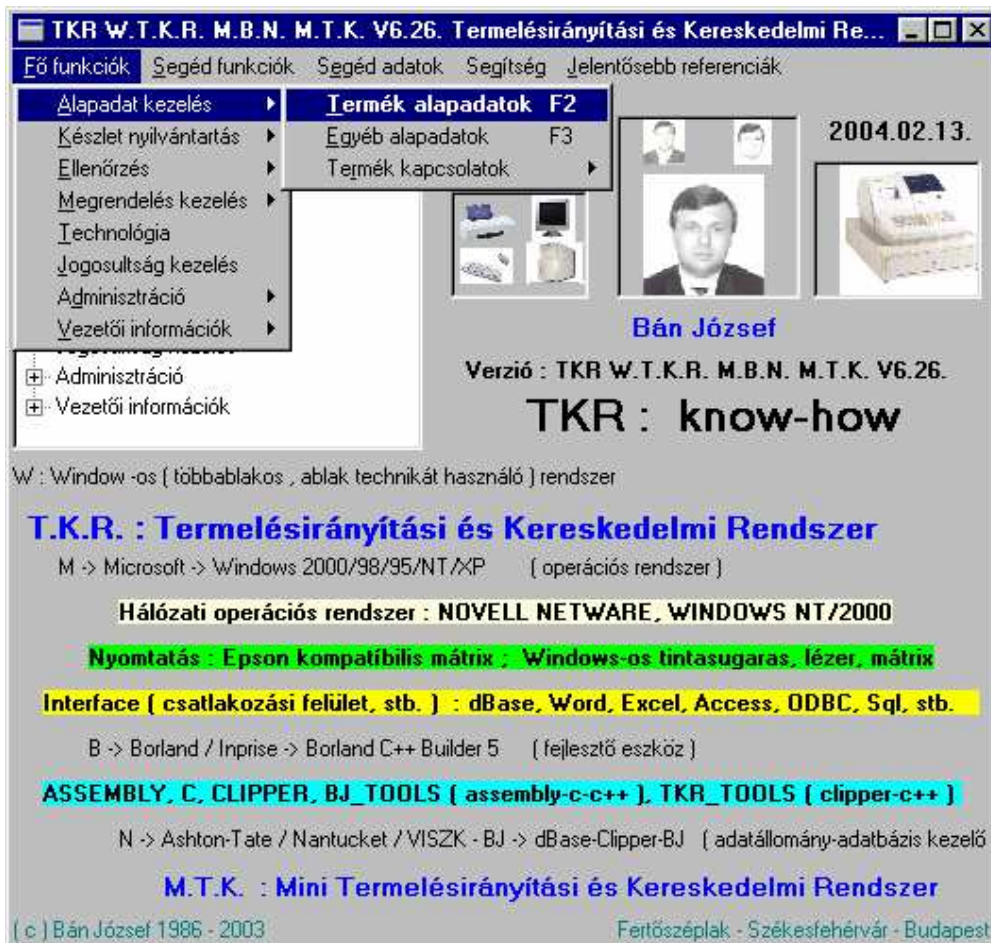 TKR W.T.K.R. M.B.N. M.T.K. V6.26. Termelésirányítási és Kereskedelmi Re...
Fő funkciók Segéd funkciók Segéd adatok Segítség Jelentősebb referenciák
Alapadat kezelés
Készlet nyilvántartás
Ellenőrzés
Megrendelés kezelés
Technológia
Jogosultság kezelés
Adminisztráció
Vezetői információk
Termék alapadatok F2
Egyéb alapadatok F3
Termék kapcsolatok
2004.02.13.
Adminisztráció
Vezetői információk
Bán József
Verzió : TKR W.T.K.R. M.B.N. M.T.K. V6.26.
TKR : know-how
W : Window -os ( többablakos , ablak technikát használó ) rendszer
T.K.R. : Termelésirányítási és Kereskedelmi Rendszer
M -> Microsoft -> Windows 2000/98/95/NT/XP ( operációs rendszer )
Hálózati operációs rendszer : NOVELL NETWARE, WINDOWS NT/2000
Nyomtatás : Epson kompatíbilis mátrix ; Windows-os tintasugaras, lézer, mátrix
Interface ( csatlakozási felület, stb. ) : dBase, Word, Excel, Access, ODBC, Sql, stb.
B -> Borland / Inprise -> Borland C++ Builder 5 ( fejlesztő eszköz )
ASSEMBLY, C, CLIPPER, BJ_TOOLS ( assembly-c-c++ ), TKR_TOOLS ( clipper-c++ )
N -> Ashton-Tate / Nantucket / VISZK - BJ -> dBase-Clipper-BJ ( adatállomány-adatbázis kezelő
M.T.K. : Mini Termelésirányítási és Kereskedelmi Rendszer
( c ) Bán József 1986 - 2003
Fertőszéplak - Székesfehérvár - Budapest